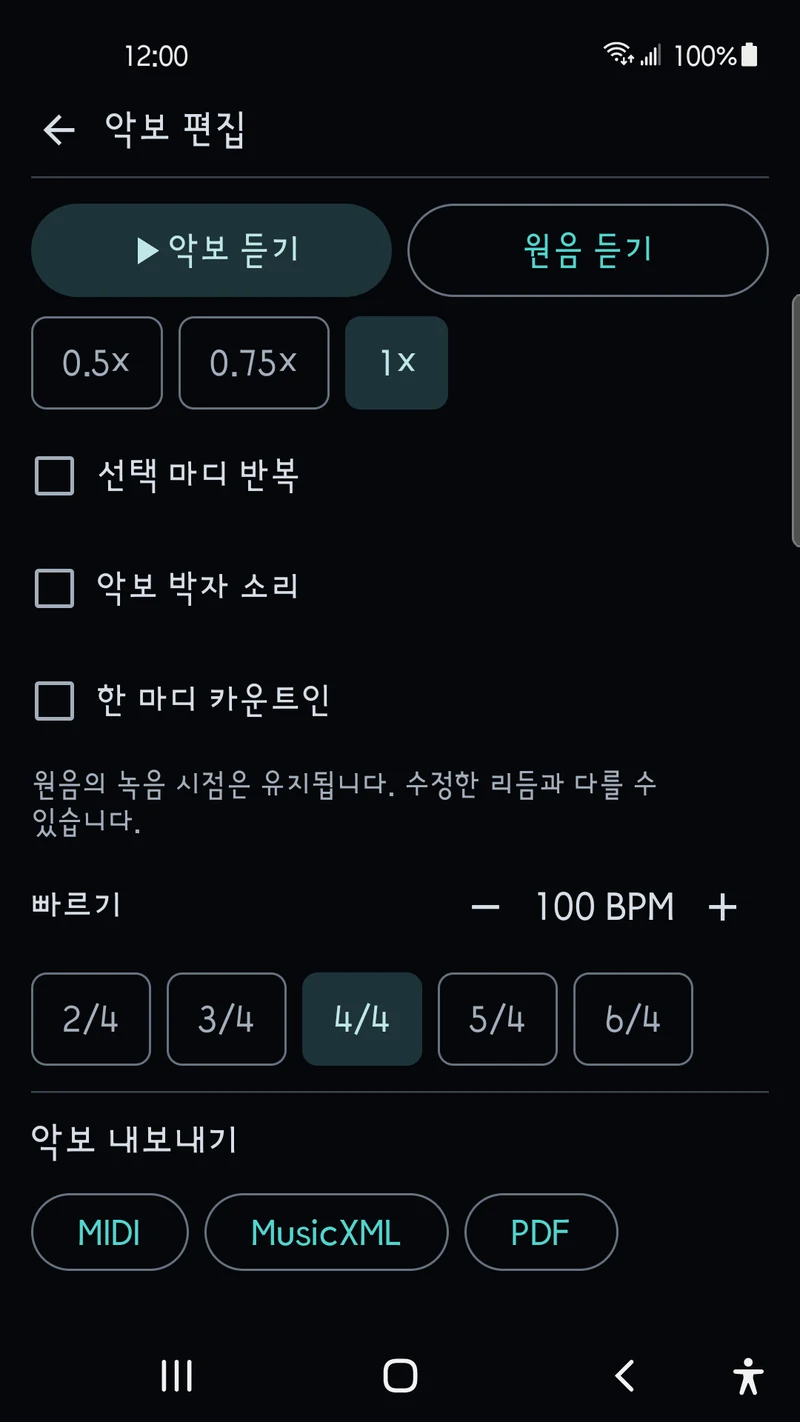 12:00 100%
악보 편집
악보 듣기 원음 듣기
0.5x 0.75x 1x
선택 마디 반복
악보 박자 소리
한 마디 카운트인
원음의 녹음 시점은 유지됩니다. 수정한 리듬과 다를 수
있습니다.
빠르기 − 100 BPM +
2/4 3/4 4/4 5/4 6/4
악보 내보내기
MIDI MusicXML PDF